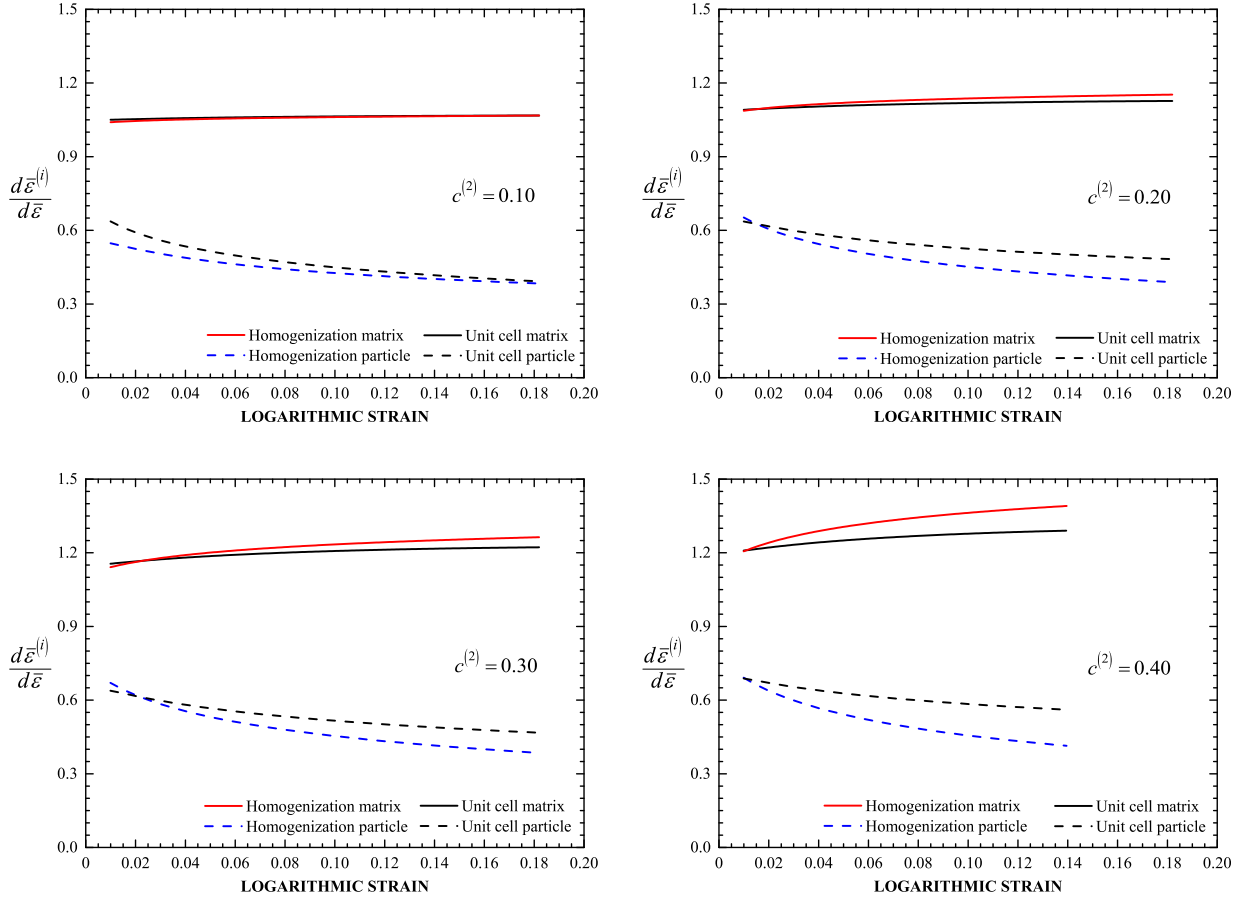 1.5
1.2
0.9
0.6
0.3
0.0
dε̄⁽ⁱ⁾/dε̄
c⁽²⁾ = 0.10
Homogenization matrix Unit cell matrix
Homogenization particle Unit cell particle
0 0.02 0.04 0.06 0.08 0.10 0.12 0.14 0.16 0.18 0.20
LOGARITHMIC STRAIN
1.5
1.2
0.9
0.6
0.3
0.0
dε̄⁽ⁱ⁾/dε̄
c⁽²⁾ = 0.20
Homogenization matrix Unit cell matrix
Homogenization particle Unit cell particle
0 0.02 0.04 0.06 0.08 0.10 0.12 0.14 0.16 0.18 0.20
LOGARITHMIC STRAIN
1.5
1.2
0.9
0.6
0.3
0.0
dε̄⁽ⁱ⁾/dε̄
c⁽²⁾ = 0.30
Homogenization matrix Unit cell matrix
Homogenization particle Unit cell particle
0 0.02 0.04 0.06 0.08 0.10 0.12 0.14 0.16 0.18 0.20
LOGARITHMIC STRAIN
1.5
1.2
0.9
0.6
0.3
0.0
dε̄⁽ⁱ⁾/dε̄
c⁽²⁾ = 0.40
Homogenization matrix Unit cell matrix
Homogenization particle Unit cell particle
0 0.02 0.04 0.06 0.08 0.10 0.12 0.14 0.16 0.18 0.20
LOGARITHMIC STRAIN